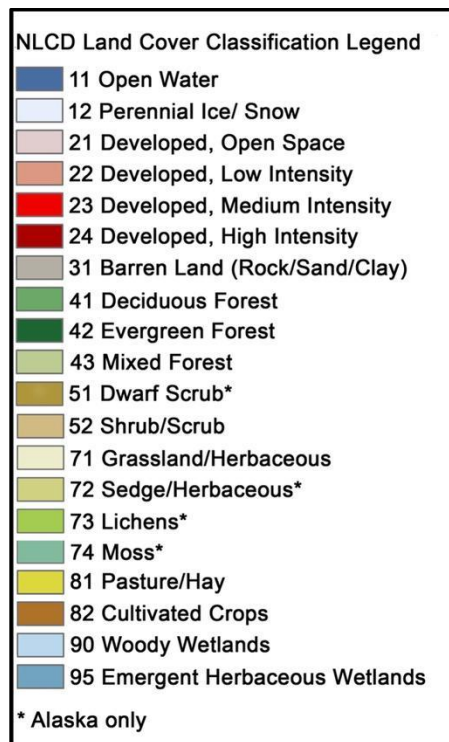 NLCD Land Cover Classification Legend
11 Open Water
12 Perennial Ice/ Snow
21 Developed, Open Space
22 Developed, Low Intensity
23 Developed, Medium Intensity
24 Developed, High Intensity
31 Barren Land (Rock/Sand/Clay)
41 Deciduous Forest
42 Evergreen Forest
43 Mixed Forest
51 Dwarf Scrub*
52 Shrub/Scrub
71 Grassland/Herbaceous
72 Sedge/Herbaceous*
73 Lichens*
74 Moss*
81 Pasture/Hay
82 Cultivated Crops
90 Woody Wetlands
95 Emergent Herbaceous Wetlands
* Alaska only